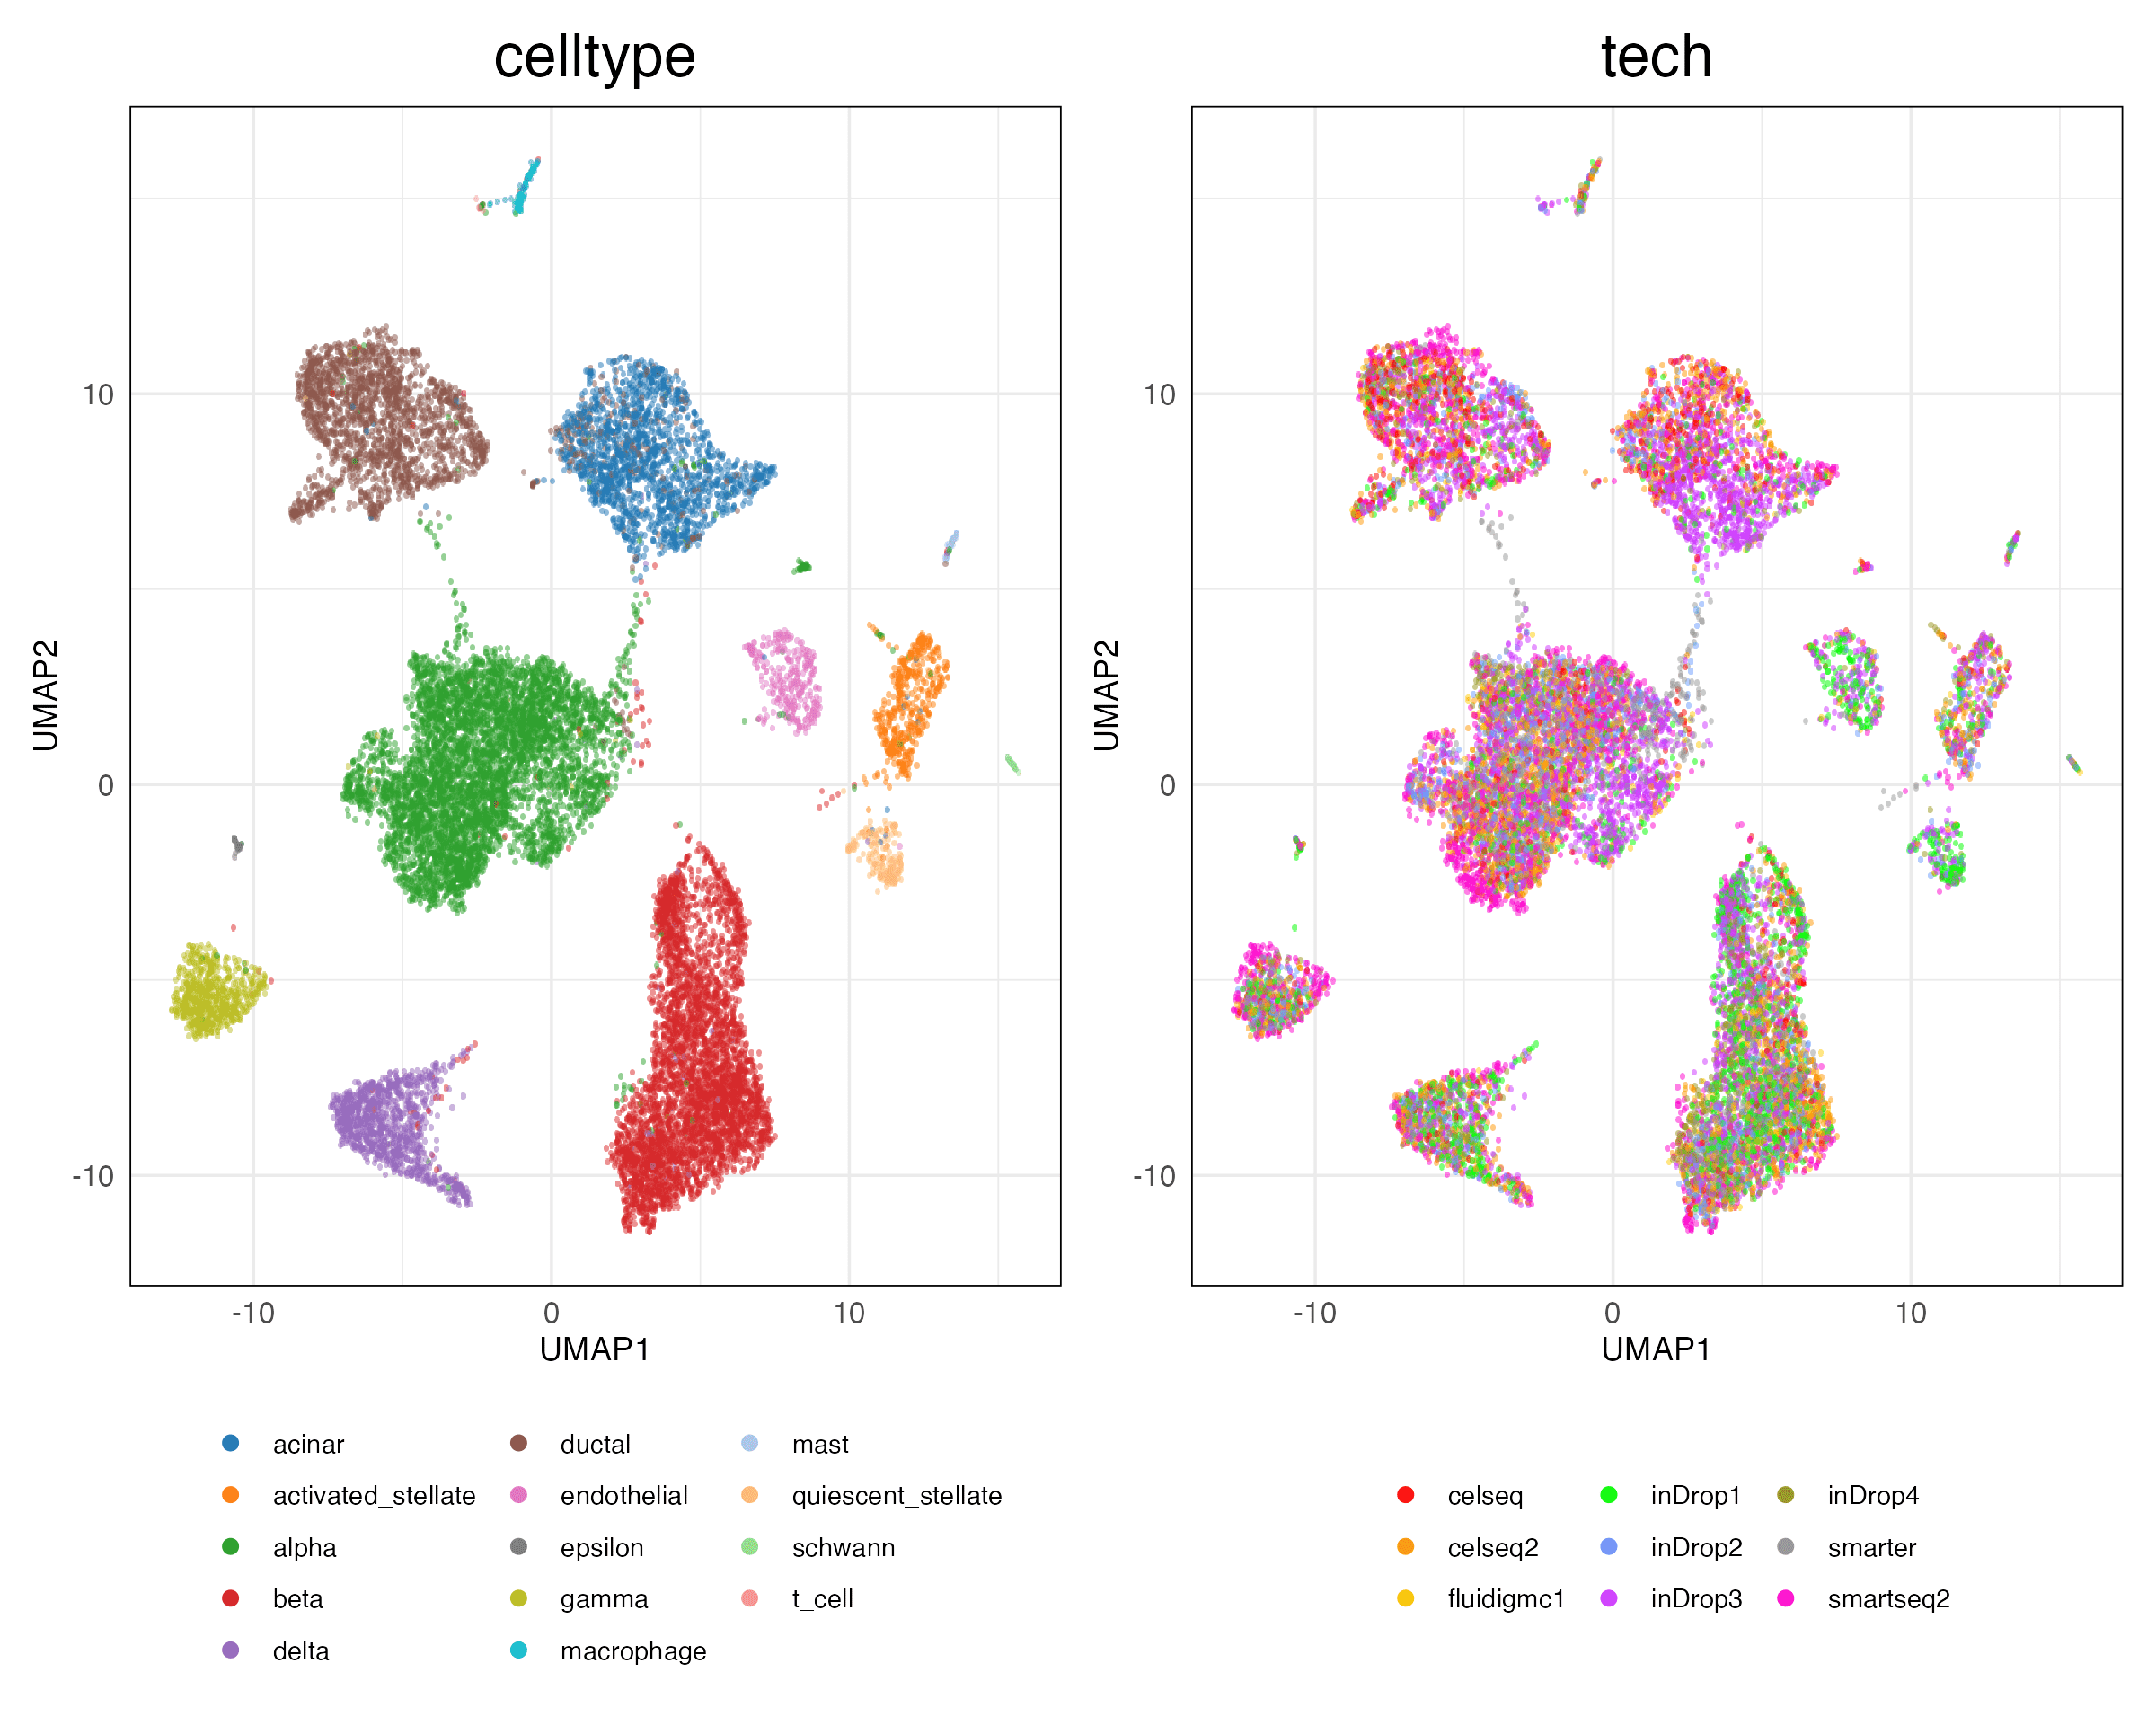 celltype
10
0
-10
UMAP2
-10 0 10
UMAP1
acinar
activated_stellate
alpha
beta
delta
ductal
endothelial
epsilon
gamma
macrophage
mast
quiescent_stellate
schwann
t_cell
tech
10
0
-10
UMAP2
-10 0 10
UMAP1
celseq
celseq2
fluidigmc1
inDrop1
inDrop2
inDrop3
inDrop4
smarter
smartseq2